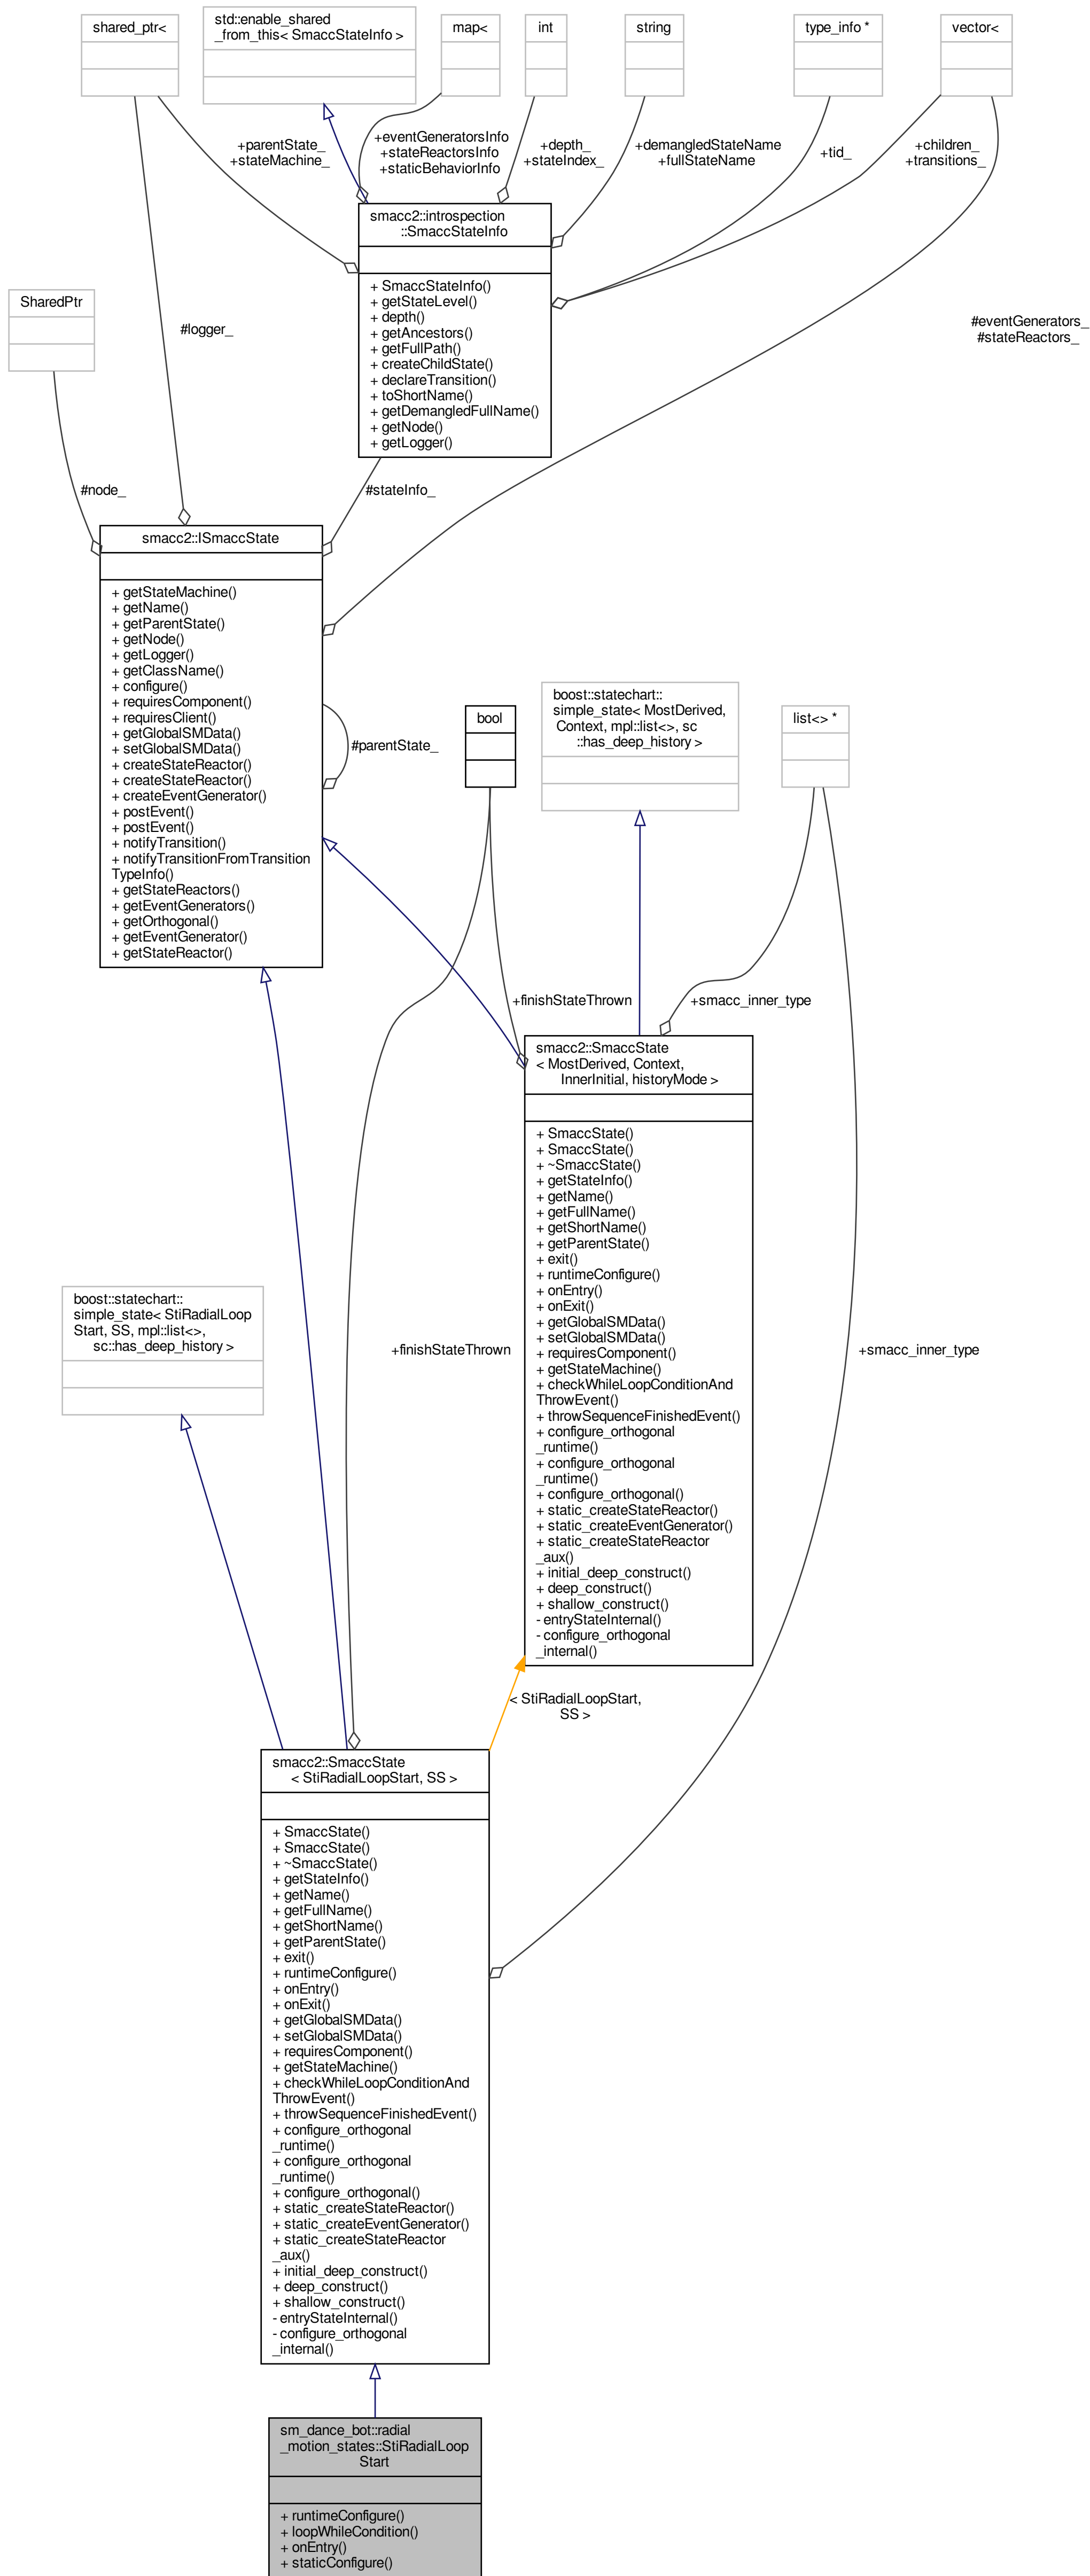 shared_ptr<
std::enable_shared
_from_this< SmaccStateInfo >
map<
int
string
type_info *
vector<
+parentState_
+stateMachine_
+eventGeneratorsInfo
+stateReactorsInfo
+staticBehaviorInfo
+depth_
+stateIndex_
+demangledStateName
+fullStateName
+tid_
+children_
+transitions_
smacc2::introspection
::SmaccStateInfo
+ SmaccStateInfo()
+ getStateLevel()
+ depth()
+ getAncestors()
+ getFullPath()
+ createChildState()
+ declareTransition()
+ toShortName()
+ getDemangledFullName()
+ getNode()
+ getLogger()
SharedPtr
#logger_
#eventGenerators_
#stateReactors_
#node_
#stateInfo_
smacc2::ISmaccState
+ getStateMachine()
+ getName()
+ getParentState()
+ getNode()
+ getLogger()
+ getClassName()
+ configure()
+ requiresComponent()
+ requiresClient()
+ getGlobalSMData()
+ setGlobalSMData()
+ createStateReactor()
+ createStateReactor()
+ createEventGenerator()
+ postEvent()
+ postEvent()
+ notifyTransition()
+ notifyTransitionFromTransition
TypeInfo()
+ getStateReactors()
+ getEventGenerators()
+ getOrthogonal()
+ getEventGenerator()
+ getStateReactor()
#parentState_
bool
boost::statechart::
simple_state< MostDerived,
Context, mpl::list<>, sc
::has_deep_history >
list<> *
+finishStateThrown
+smacc_inner_type
smacc2::SmaccState
< MostDerived, Context,
InnerInitial, historyMode >
+ SmaccState()
+ SmaccState()
+ ~SmaccState()
+ getStateInfo()
+ getName()
+ getFullName()
+ getShortName()
+ getParentState()
+ exit()
+ runtimeConfigure()
+ onEntry()
+ onExit()
+ getGlobalSMData()
+ setGlobalSMData()
+ requiresComponent()
+ getStateMachine()
+ checkWhileLoopConditionAnd
ThrowEvent()
+ throwSequenceFinishedEvent()
+ configure_orthogonal
_runtime()
+ configure_orthogonal
_runtime()
+ configure_orthogonal()
+ static_createStateReactor()
+ static_createEventGenerator()
+ static_createStateReactor
_aux()
+ initial_deep_construct()
+ deep_construct()
+ shallow_construct()
- entryStateInternal()
- configure_orthogonal
_internal()
boost::statechart::
simple_state< StiRadialLoop
Start, SS, mpl::list<>,
sc::has_deep_history >
+finishStateThrown
+smacc_inner_type
< StiRadialLoopStart,
SS >
smacc2::SmaccState
< StiRadialLoopStart, SS >
+ SmaccState()
+ SmaccState()
+ ~SmaccState()
+ getStateInfo()
+ getName()
+ getFullName()
+ getShortName()
+ getParentState()
+ exit()
+ runtimeConfigure()
+ onEntry()
+ onExit()
+ getGlobalSMData()
+ setGlobalSMData()
+ requiresComponent()
+ getStateMachine()
+ checkWhileLoopConditionAnd
ThrowEvent()
+ throwSequenceFinishedEvent()
+ configure_orthogonal
_runtime()
+ configure_orthogonal
_runtime()
+ configure_orthogonal()
+ static_createStateReactor()
+ static_createEventGenerator()
+ static_createStateReactor
_aux()
+ initial_deep_construct()
+ deep_construct()
+ shallow_construct()
- entryStateInternal()
- configure_orthogonal
_internal()
sm_dance_bot::radial
_motion_states::StiRadialLoop
Start
+ runtimeConfigure()
+ loopWhileCondition()
+ onEntry()
+ staticConfigure()